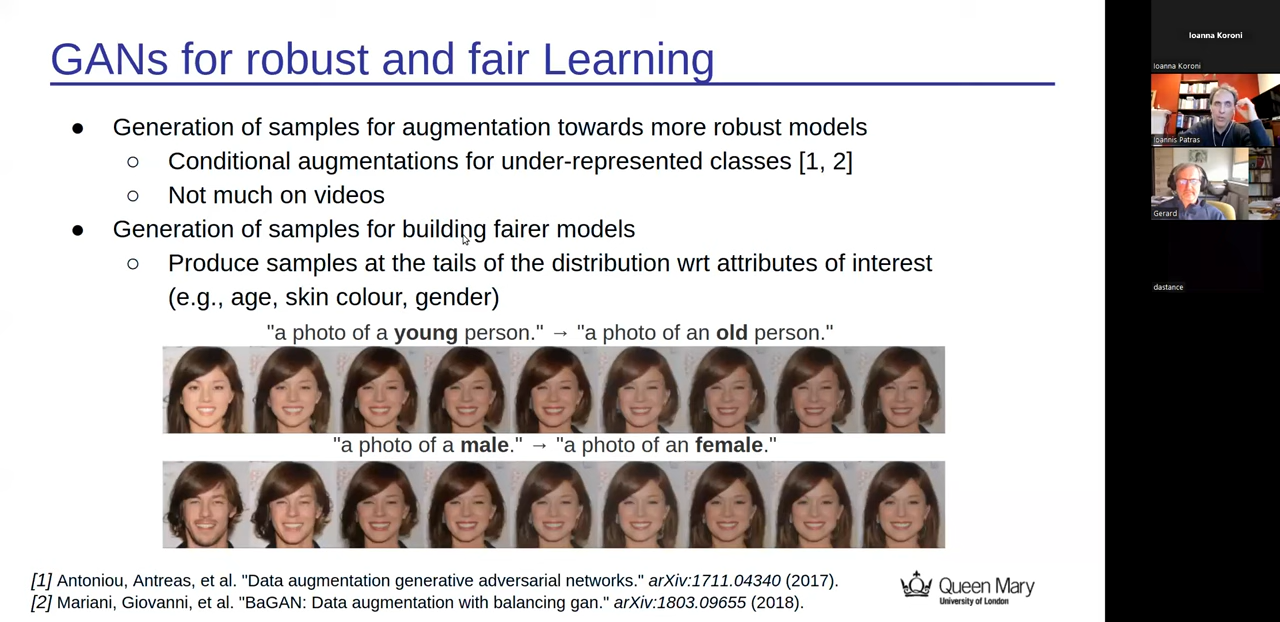 GANs for robust and fair Learning
● Generation of samples for augmentation towards more robust models
○ Conditional augmentations for under-represented classes [1, 2]
○ Not much on videos
● Generation of samples for building fairer models
○ Produce samples at the tails of the distribution wrt attributes of interest
(e.g., age, skin colour, gender)
"a photo of a young person." → "a photo of an old person."
"a photo of a male." → "a photo of an female."
[1] Antoniou, Antreas, et al. "Data augmentation generative adversarial networks." arXiv:1711.04340 (2017).
[2] Mariani, Giovanni, et al. "BaGAN: Data augmentation with balancing gan." arXiv:1803.09655 (2018).
Queen Mary
University of London
Ioanna Koroni
Ioanna Koroni
Ioannis Patras
Gerard
dastance